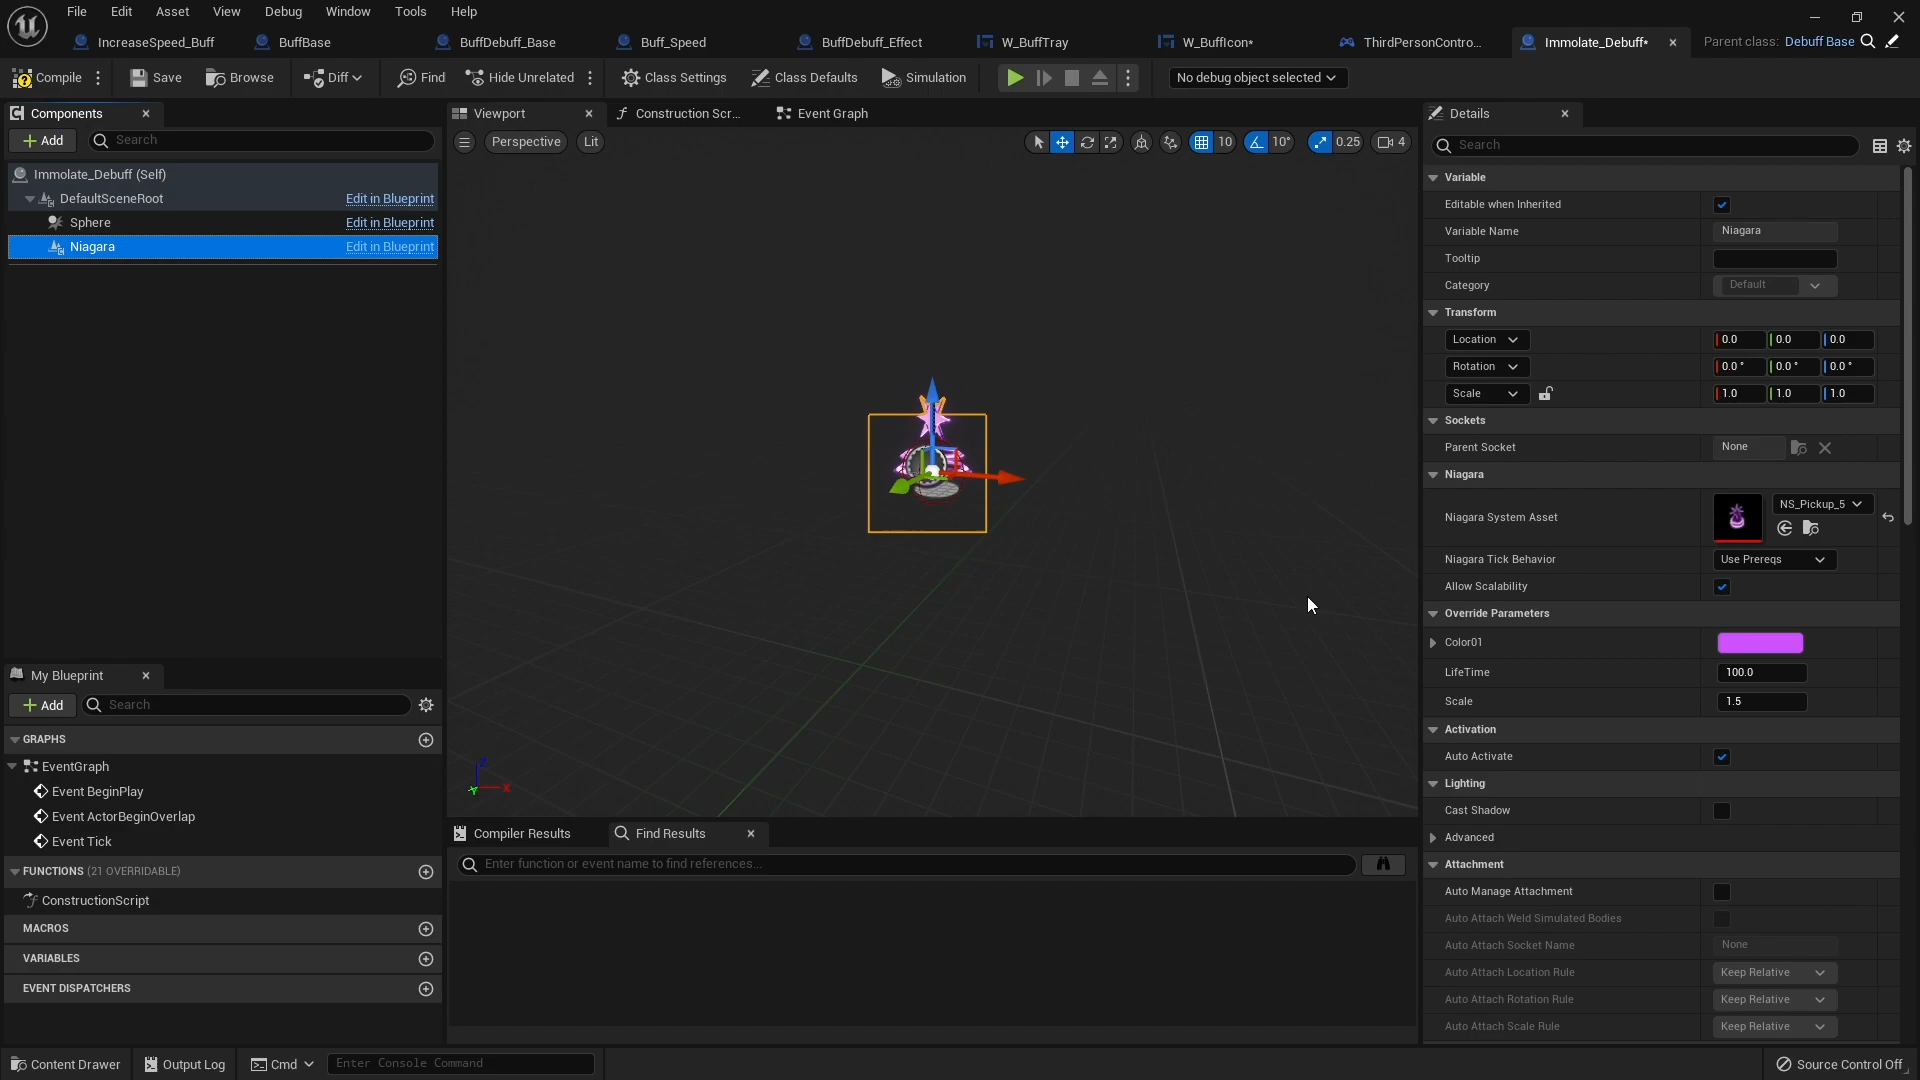 File Edit Asset View Debug Window Tools Help
IncreaseSpeed_Buff BuffBase BuffDebuff_Base Buff_Speed BuffDebuff_Effect W_BuffTray W_BuffIcon* ThirdPersonContro... Immolate_Debuff* Parent class: Debuff Base
Compile Save Browse Diff Find Hide Unrelated Class Settings Class Defaults Simulation No debug object selected
Components
Add Search
Immolate_Debuff (Self)
DefaultSceneRoot Edit in Blueprint
Sphere Edit in Blueprint
Niagara Edit in Blueprint
My Blueprint
Add Search
GRAPHS
EventGraph
Event BeginPlay
Event ActorBeginOverlap
Event Tick
FUNCTIONS (21 OVERRIDABLE)
ConstructionScript
MACROS
VARIABLES
EVENT DISPATCHERS
Viewport Construction Scr... Event Graph
Perspective Lit 10 10° 0.25 4
Z
X
Y
Compiler Results Find Results
Enter function or event name to find references...
Details
Search
Variable
Editable when Inherited
Variable Name Niagara
Tooltip
Category Default
Transform
Location 0.0 0.0 0.0
Rotation 0.0 ° 0.0 ° 0.0 °
Scale 1.0 1.0 1.0
Sockets
Parent Socket None
Niagara
Niagara System Asset NS_Pickup_5
Niagara Tick Behavior Use Prereqs
Allow Scalability
Override Parameters
Color01
LifeTime 100.0
Scale 1.5
Activation
Auto Activate
Lighting
Cast Shadow
Advanced
Attachment
Auto Manage Attachment
Auto Attach Weld Simulated Bodies
Auto Attach Socket Name None
Auto Attach Location Rule Keep Relative
Auto Attach Rotation Rule Keep Relative
Auto Attach Scale Rule Keep Relative
Content Drawer Output Log Cmd Enter Console Command Source Control Off